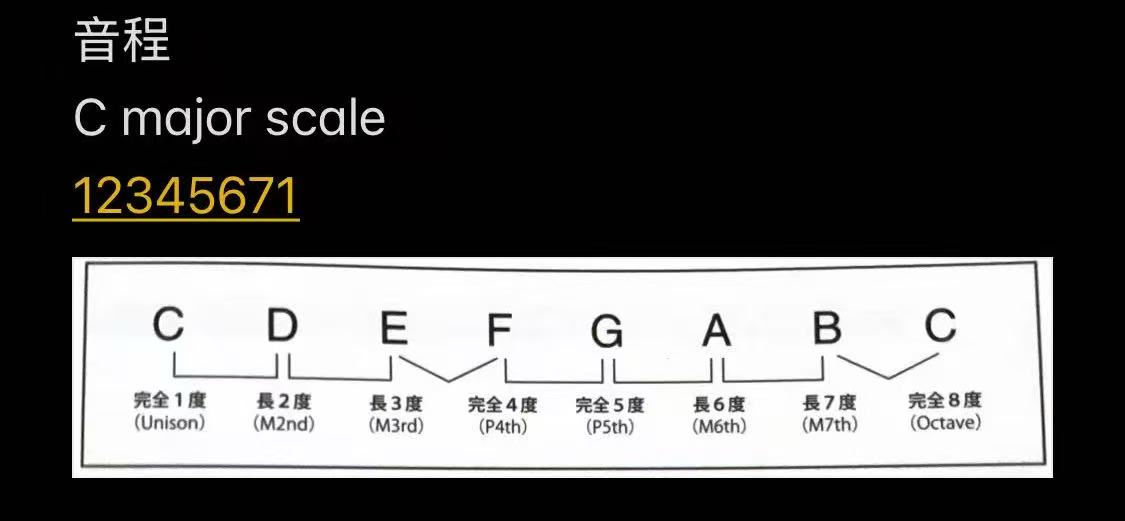 音程
C major scale
12345671
C D E F G A B C
完全1度 長2度 長3度 完全4度 完全5度 長6度 長7度 完全8度
(Unison) (M2nd) (M3rd) (P4th) (P5th) (M6th) (M7th) (Octave)